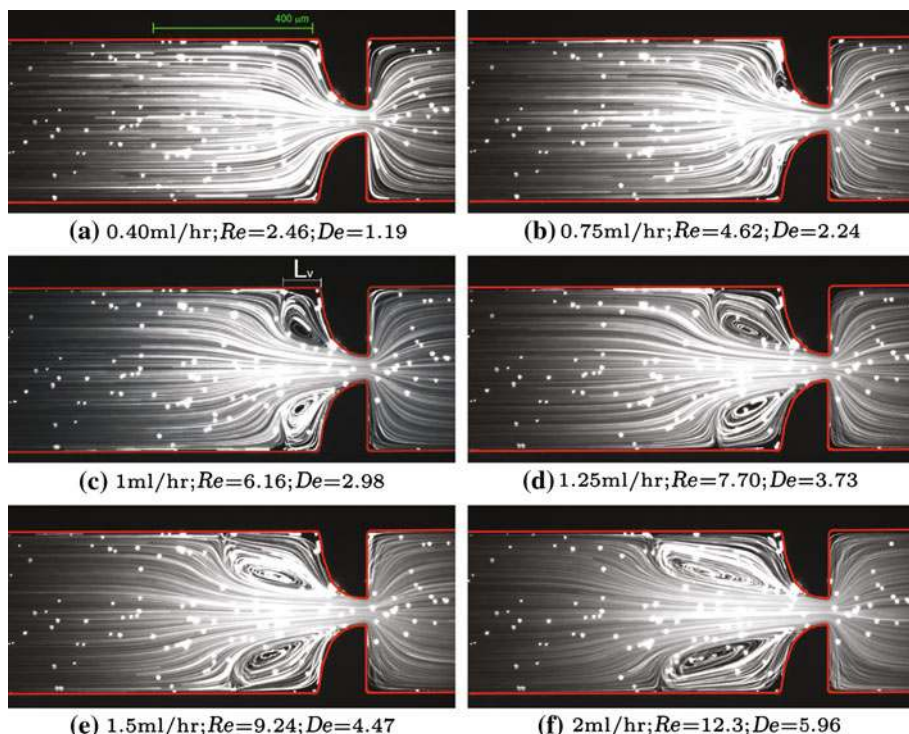 400 µm
(a) 0.40ml/hr;Re=2.46;De=1.19
(b) 0.75ml/hr;Re=4.62;De=2.24
Lv
(c) 1ml/hr;Re=6.16;De=2.98
(d) 1.25ml/hr;Re=7.70;De=3.73
(e) 1.5ml/hr;Re=9.24;De=4.47
(f) 2ml/hr;Re=12.3;De=5.96